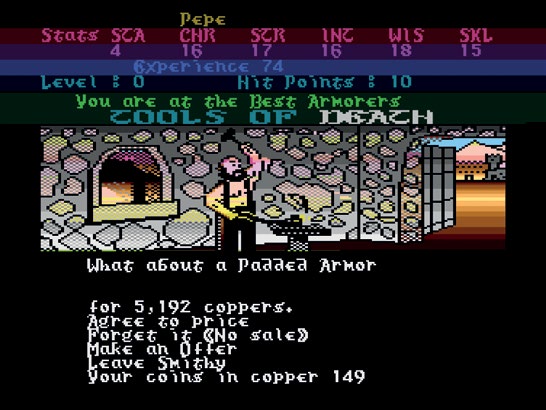 Pepe
Stats STA CHR STR INT WIS SKL
4 16 17 16 18 15
Experience 74
Level : 0 Hit Points : 10
You are at the Best Armorers
TOOLS OF DEATH
What about a Padded Armor
for 5,192 coppers.
Agree to price
Forget it 《No sale》
Make an Offer
Leave Smithy
Your coins in copper 149